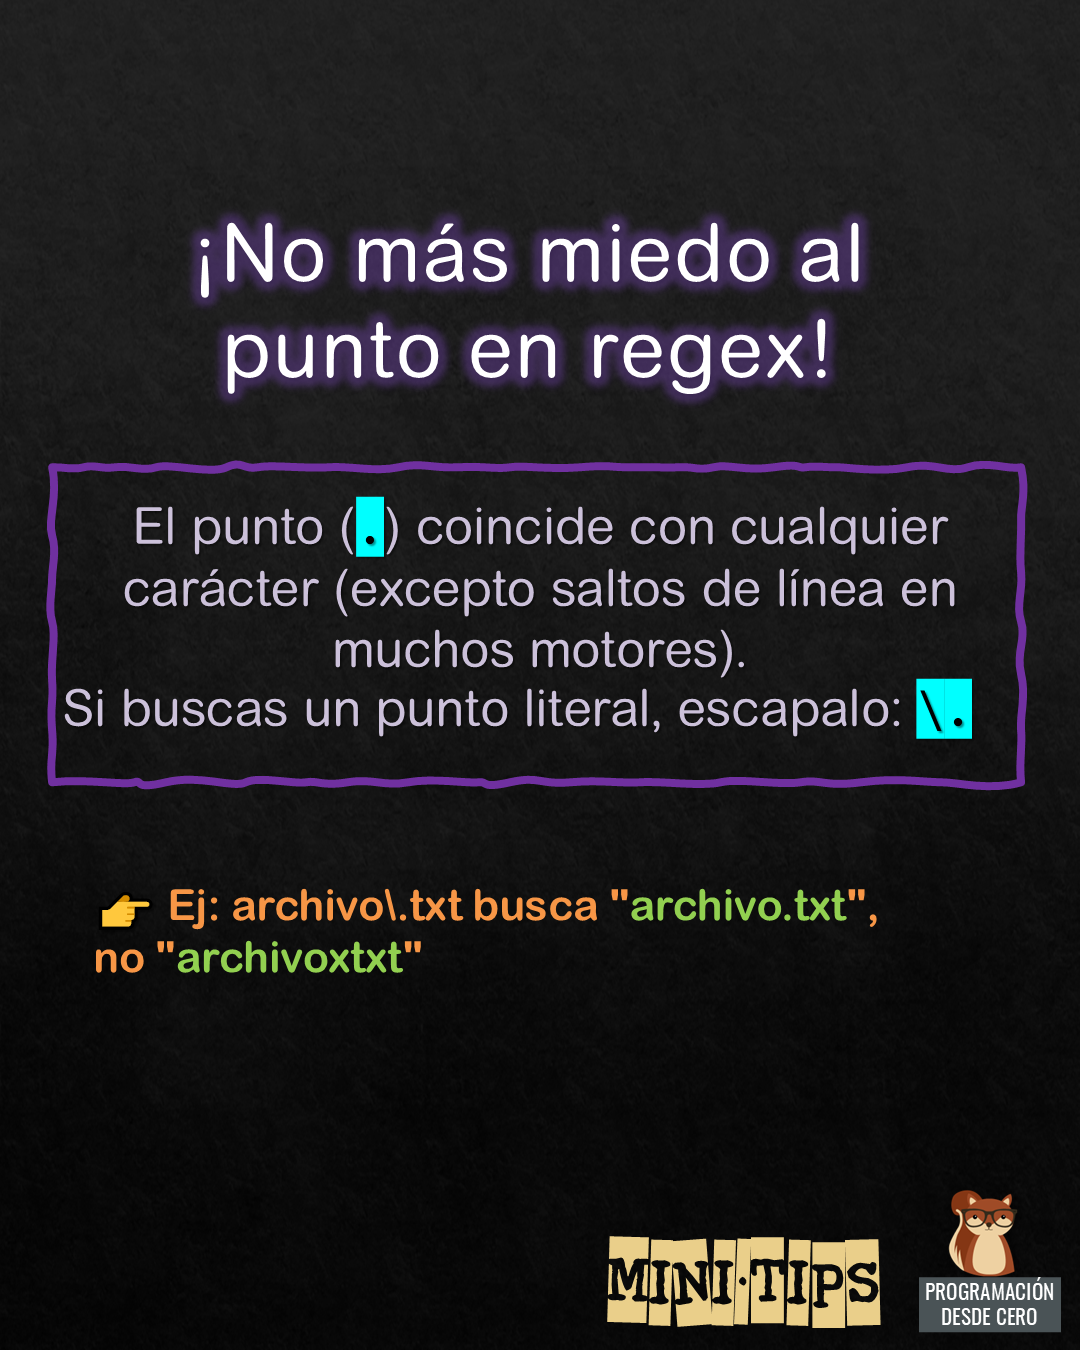 ¡No más miedo al
punto en regex!
El punto (.) coincide con cualquier
carácter (excepto saltos de línea en
muchos motores).
Si buscas un punto literal, escapalo: \.
👉 Ej: archivo\.txt busca "archivo.txt",
no "archivoxtxt"
MINI·TIPS
PROGRAMACIÓN
DESDE CERO